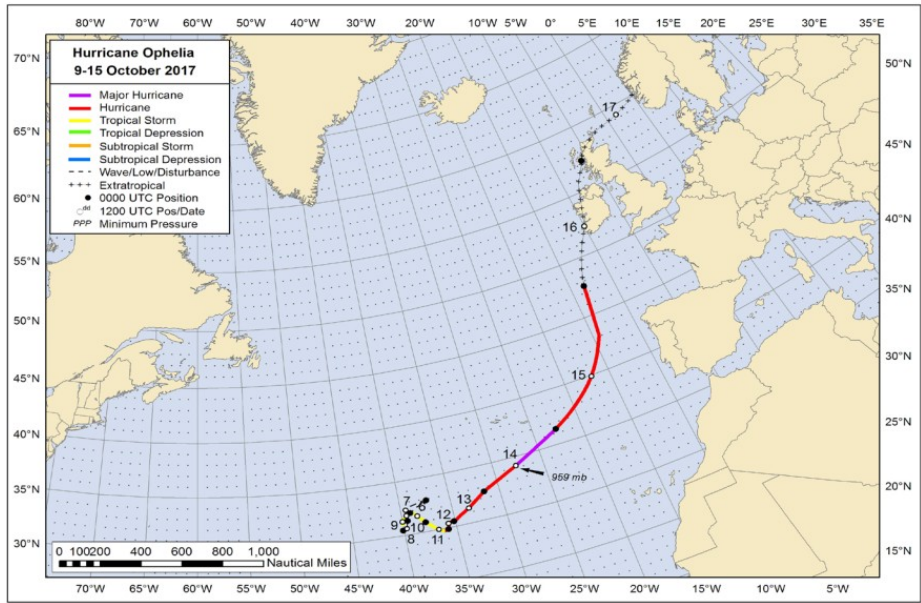 80°W 70°W 60°W 50°W 40°W 30°W 20°W 10°W 0° 5°E 10°E 15°E 20°E 25°E 30°E 35°E
Hurricane Ophelia
9-15 October 2017
Major Hurricane
Hurricane
Tropical Storm
Tropical Depression
Subtropical Storm
Subtropical Depression
Wave/Low/Disturbance
Extratropical
0000 UTC Position
dd 1200 UTC Pos/Date
PPP Minimum Pressure
70°N
65°N
60°N
55°N
50°N
45°N
40°N
35°N
30°N
50°N
45°N
40°N
35°N
30°N
25°N
20°N
15°N
17
16
15
14
959 mb
13
12
7
6
9
10
8
11
0 100200 400 600 800 1,000
Nautical Miles
70°W 65°W 60°W 55°W 50°W 45°W 40°W 35°W 30°W 25°W 20°W 15°W 10°W 5°W